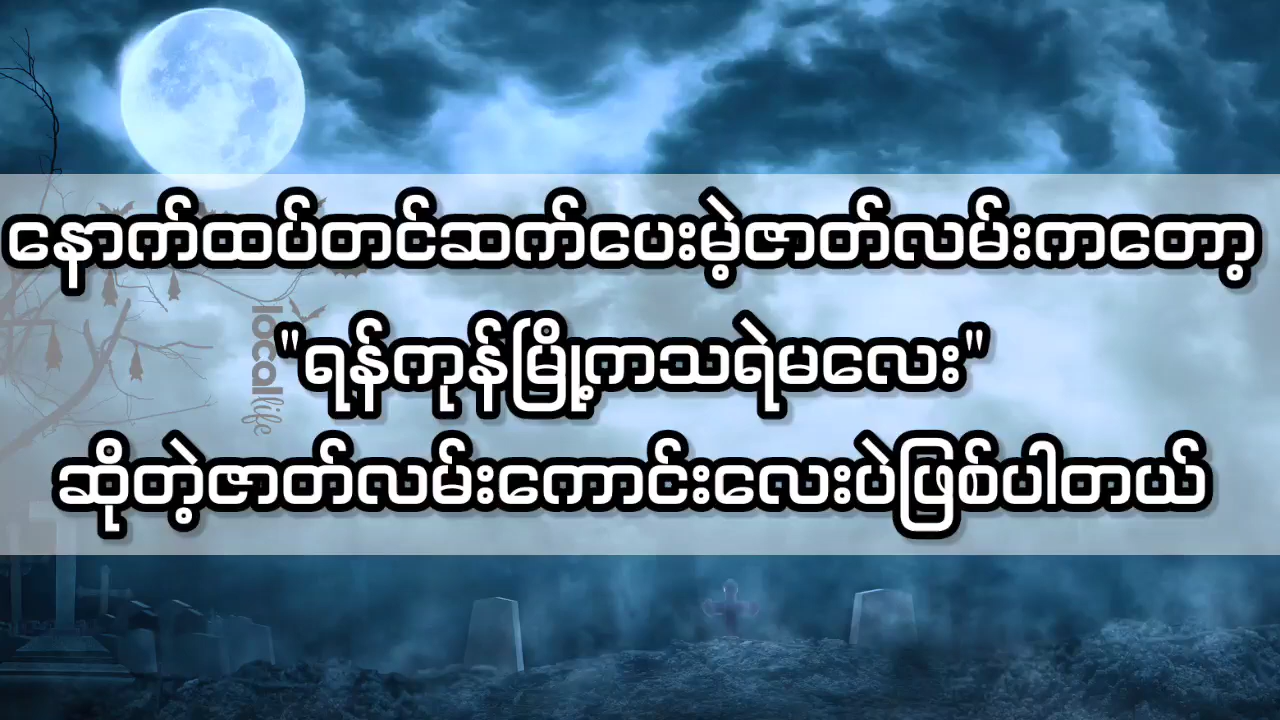 နောက်ထပ်တင်ဆက်ပေးမဲ့ဇာတ်လမ်းကတော့
"ရန်ကုန်မြို့ကသရဲမလေး"
ဆိုတဲ့ဇာတ်လမ်းကောင်းလေးပဲဖြစ်ပါတယ်
locallife